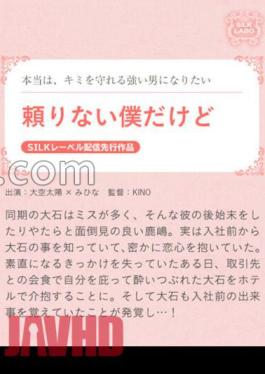 SILK
LABO
本当は、キミを守れる強い男になりたい
頼りない僕だけど
SILKレーベル配信先行作品
.com
出演：大空太陽 × みひな　監督：KINO
同期の大石はミスが多く、そんな彼の後始末を
したりやたらと面倒見の良い鹿嶋。実は入社前から
大石の事を知っていて、密かに恋心を抱いていた。
素直になるきっかけを失っていたある日、取引先
との会食で自分を庇って酔いつぶれた大石をホテ
ルで介抱することに。そして大石も入社前の出来
事を覚えていたことが発覚し…！
JAVHD